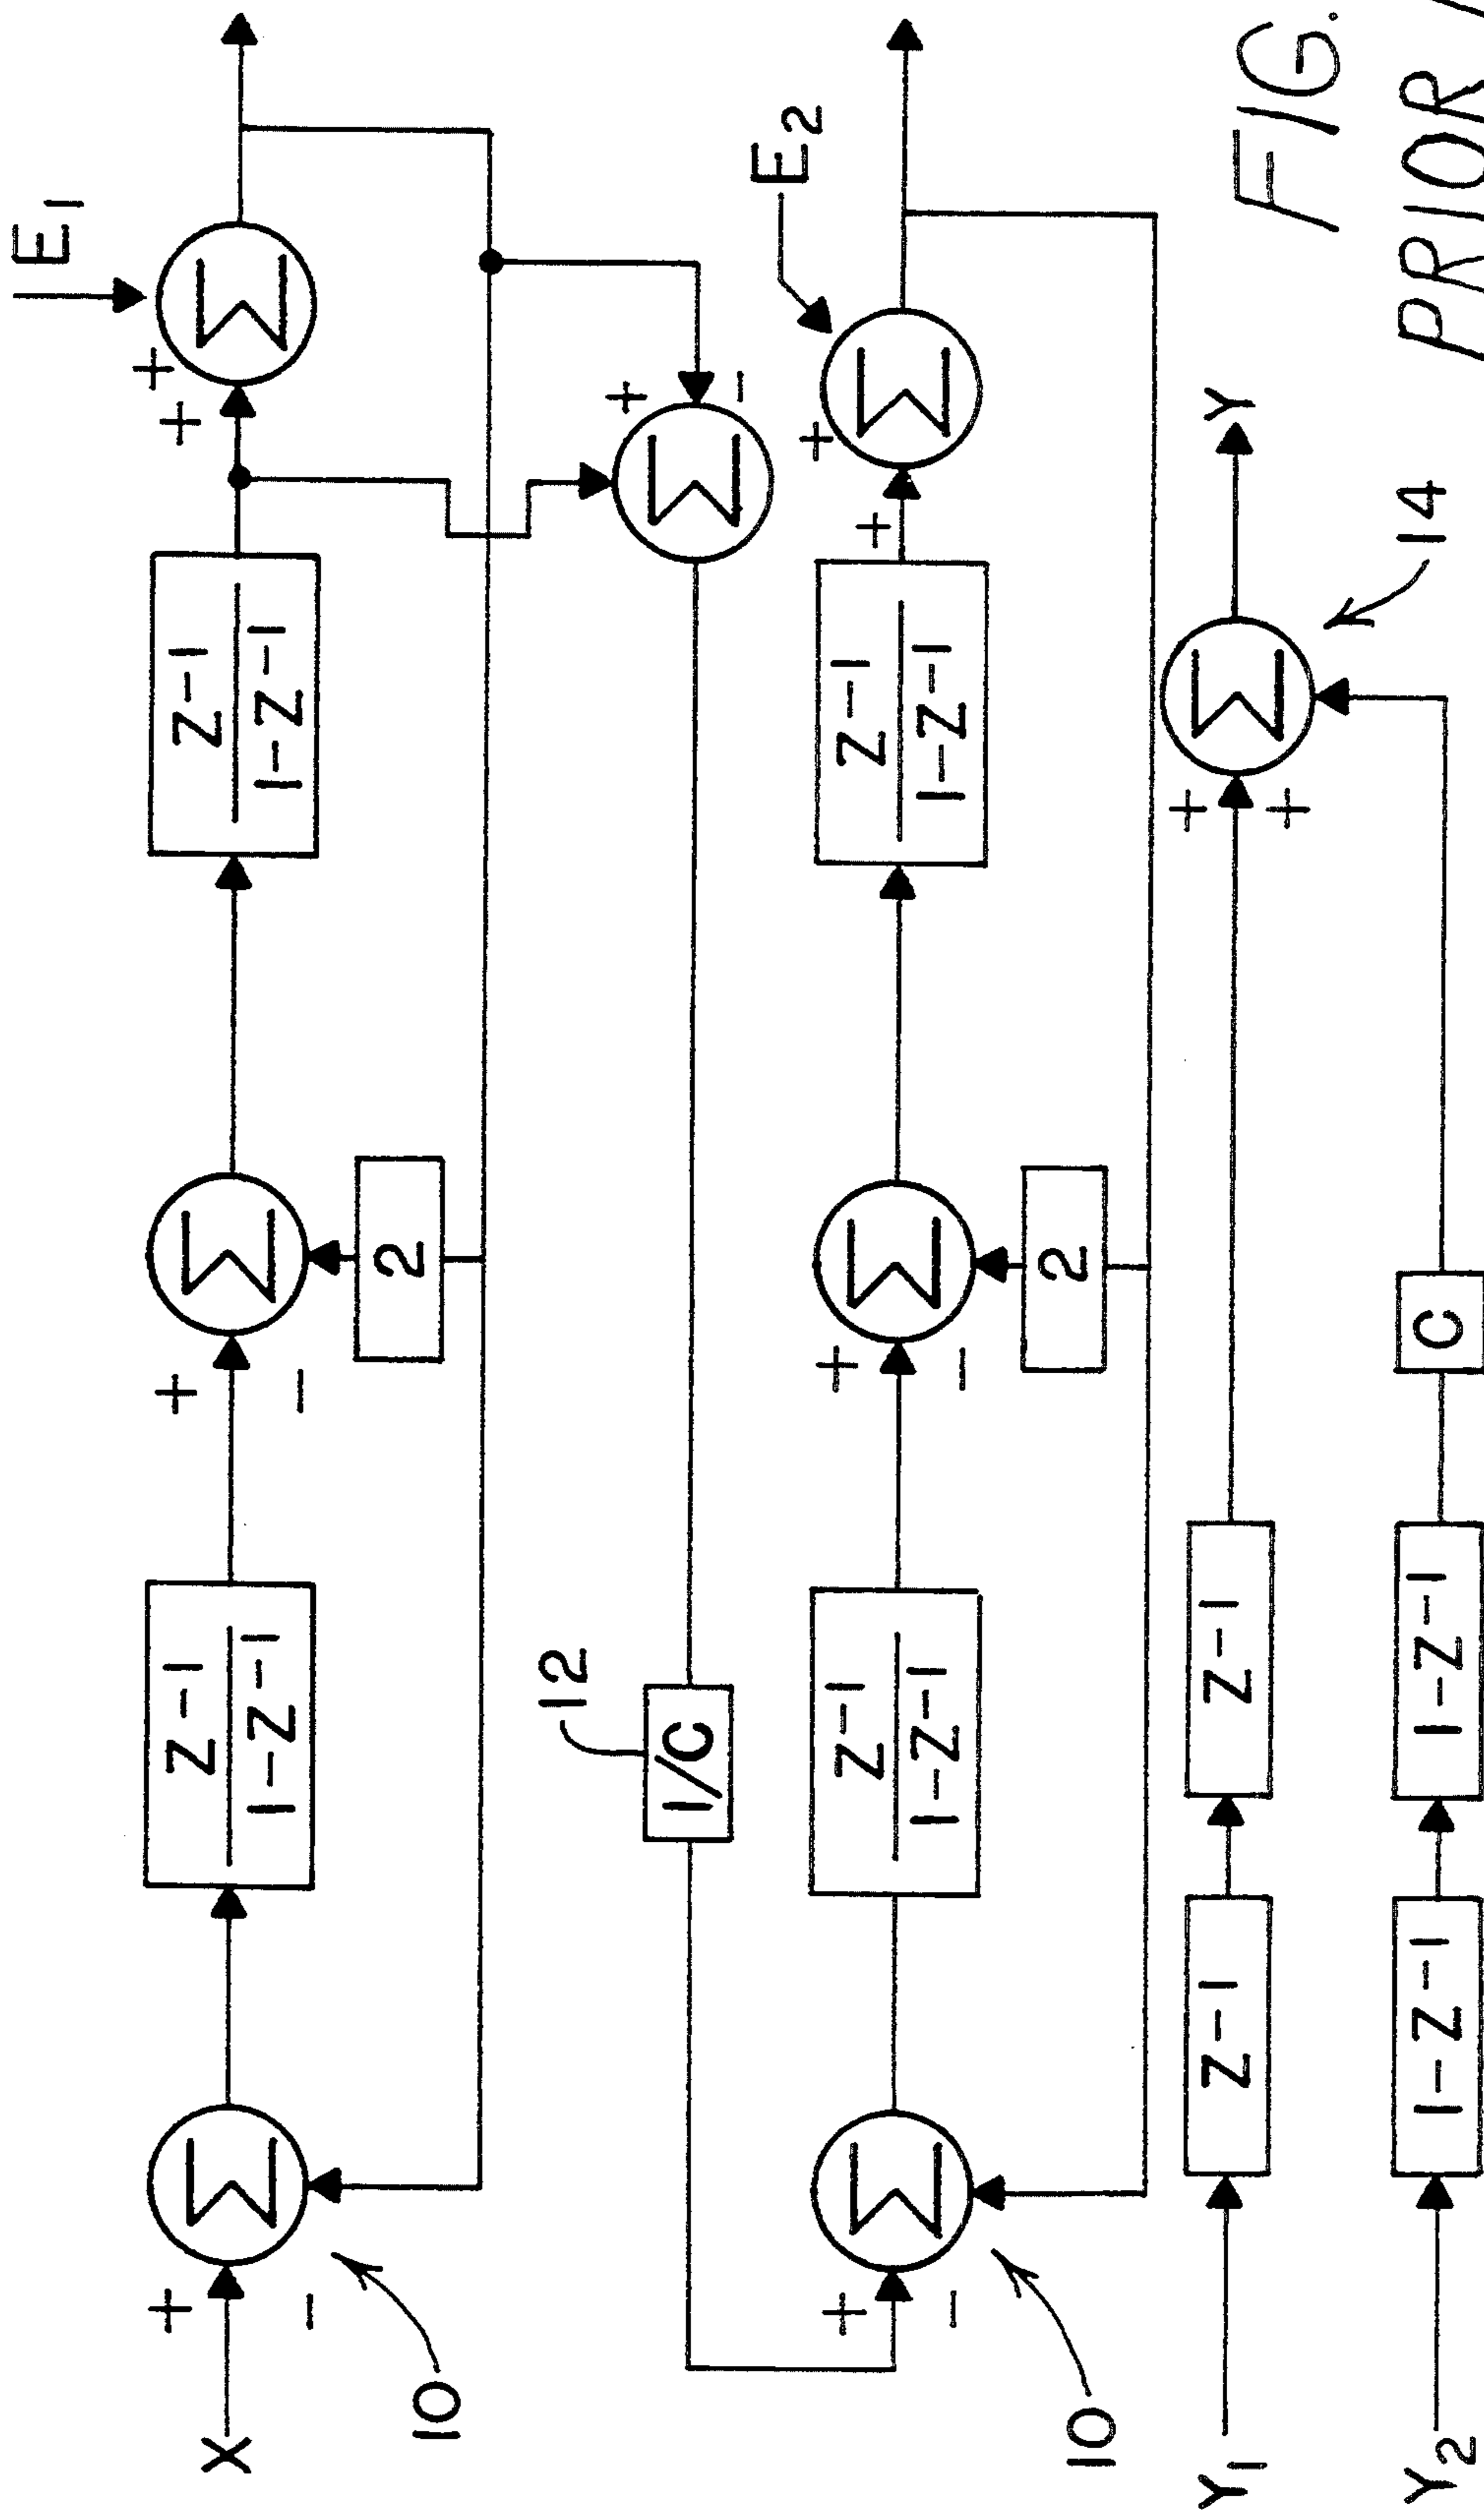 E1
X + Σ Z-1 + Σ Z-1 + + Σ
- 1-Z-1 - 1-Z-1
10 2
12 + E2
1/C Σ -
+ Σ Z-1 + Σ Z-1 + + Σ
- 1-Z-1 - 1-Z-1
10 2
Y1 Z-1 Z-1 + Σ Y
+
14
Y2 1-Z-1 1-Z-1 C
FIG.
PRIOR